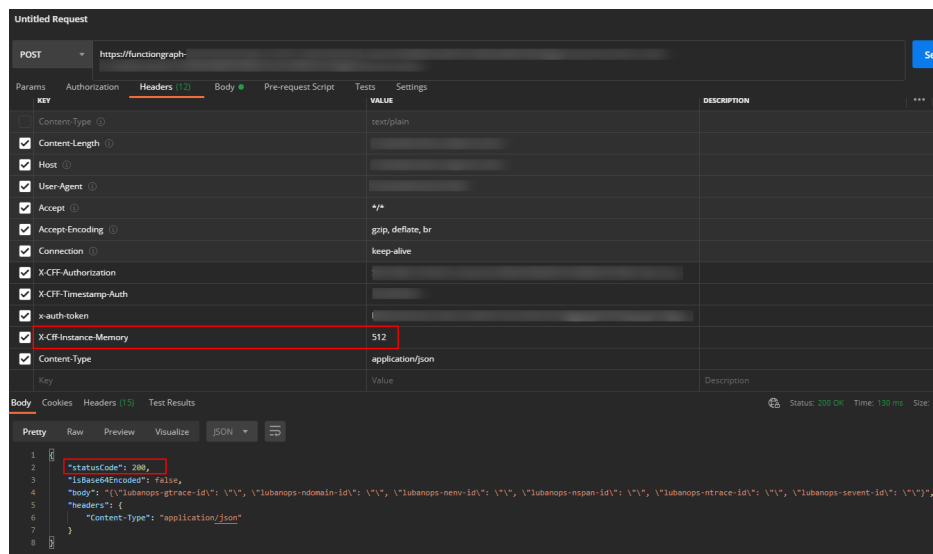 Untitled Request
POST https://functiongraph-
Se
Params Authorization Headers (12) Body Pre-request Script Tests Settings
KEY VALUE DESCRIPTION
Content-Type text/plain
Content-Length
Host
User-Agent
Accept */*
Accept-Encoding gzip, deflate, br
Connection keep-alive
X-CFF-Authorization
X-CFF-Timestamp-Auth
x-auth-token
X-Cff-Instance-Memory 512
Content-Type application/json
Key Value Description
Body Cookies Headers (15) Test Results Status: 200 OK Time: 130 ms Size:
Pretty Raw Preview Visualize JSON
1 {
2 "statusCode": 200,
3 "isBase64Encoded": false,
4 "body": "{\"lubanops-gtrace-id\": \"\", \"lubanops-ndomain-id\": \"\", \"lubanops-nenv-id\": \"\", \"lubanops-nspan-id\": \"\", \"lubanops-ntrace-id\": \"\", \"lubanops-sevent-id\": \"\"}",
5 "headers": {
6 "Content-Type": "application/json"
7 }
8 }